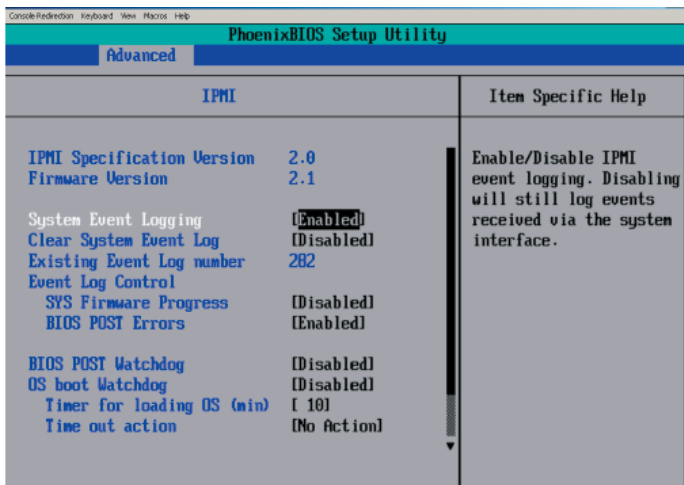 Console Redirection Keyboard View Macros Help
PhoenixBIOS Setup Utility
Advanced
IPMI
Item Specific Help
IPMI Specification Version 2.0
Firmware Version 2.1
System Event Logging [Enabled]
Clear System Event Log [Disabled]
Existing Event Log number 282
Event Log Control
SYS Firmware Progress [Disabled]
BIOS POST Errors [Enabled]
BIOS POST Watchdog [Disabled]
OS boot Watchdog [Disabled]
Timer for loading OS (min) [ 10]
Time out action [No Action]
Enable/Disable IPMI
event logging. Disabling
will still log events
received via the system
interface.